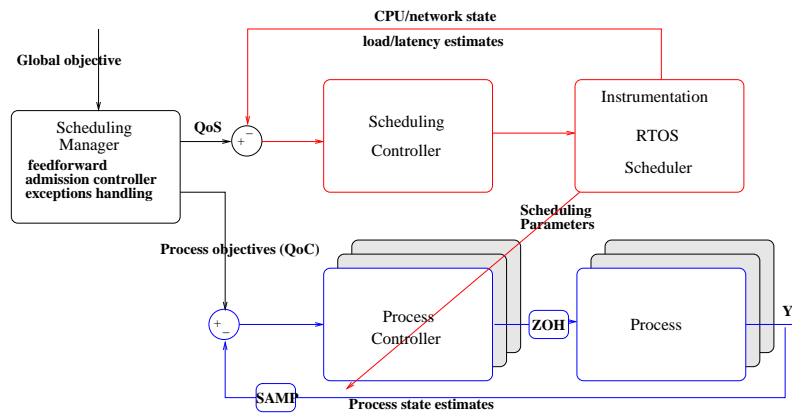 CPU/network state
load/latency estimates
Global objective
Scheduling
Manager
feedforward
admission controller
exceptions handling
QoS
+
−
Scheduling
Controller
Instrumentation
RTOS
Scheduler
Scheduling
Parameters
Process objectives (QoC)
+
−
Process
Controller
ZOH
Process
Y
SAMP
Process state estimates